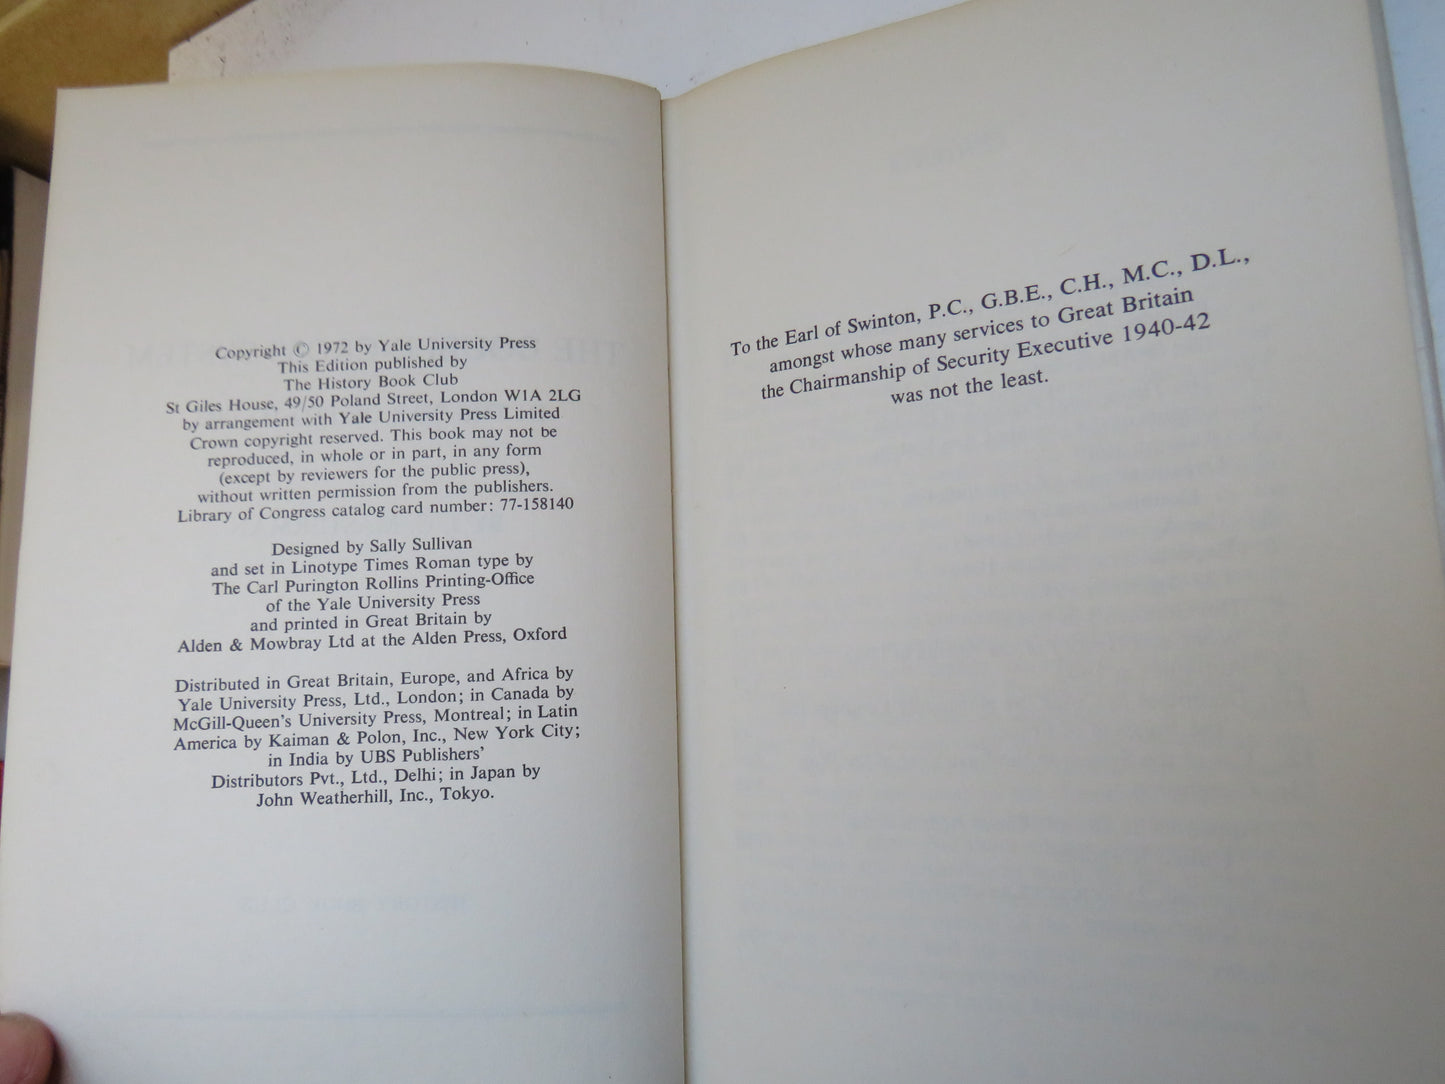 Copyright © 1972 by Yale University Press
This Edition published by
The History Book Club
St Giles House, 49/50 Poland Street, London W1A 2LG
by arrangement with Yale University Press Limited
Crown copyright reserved. This book may not be
reproduced, in whole or in part, in any form
(except by reviewers for the public press),
without written permission from the publishers.
Library of Congress catalog card number: 77-158140
Designed by Sally Sullivan
and set in Linotype Times Roman type by
The Carl Purington Rollins Printing-Office
of the Yale University Press
and printed in Great Britain by
Alden & Mowbray Ltd at the Alden Press, Oxford
Distributed in Great Britain, Europe, and Africa by
Yale University Press, Ltd., London; in Canada by
McGill-Queen's University Press, Montreal; in Latin
America by Kaiman & Polon, Inc., New York City;
in India by UBS Publishers'
Distributors Pvt., Ltd., Delhi; in Japan by
John Weatherhill, Inc., Tokyo.
To the Earl of Swinton, P.C., G.B.E., C.H., M.C., D.L.,
amongst whose many services to Great Britain
the Chairmanship of Security Executive 1940-42
was not the least.